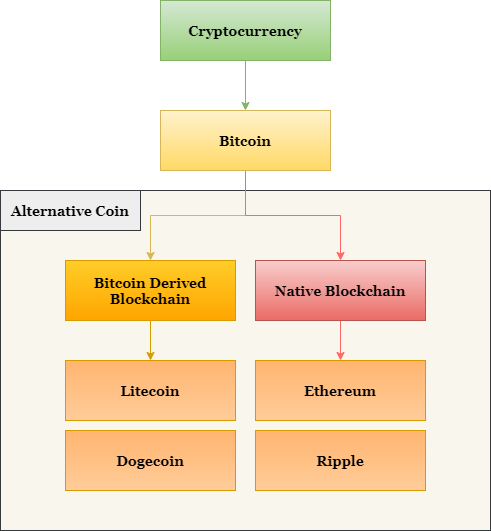 Cryptocurrency
Bitcoin
Alternative Coin
Bitcoin Derived
Blockchain
Native Blockchain
Litecoin
Ethereum
Dogecoin
Ripple